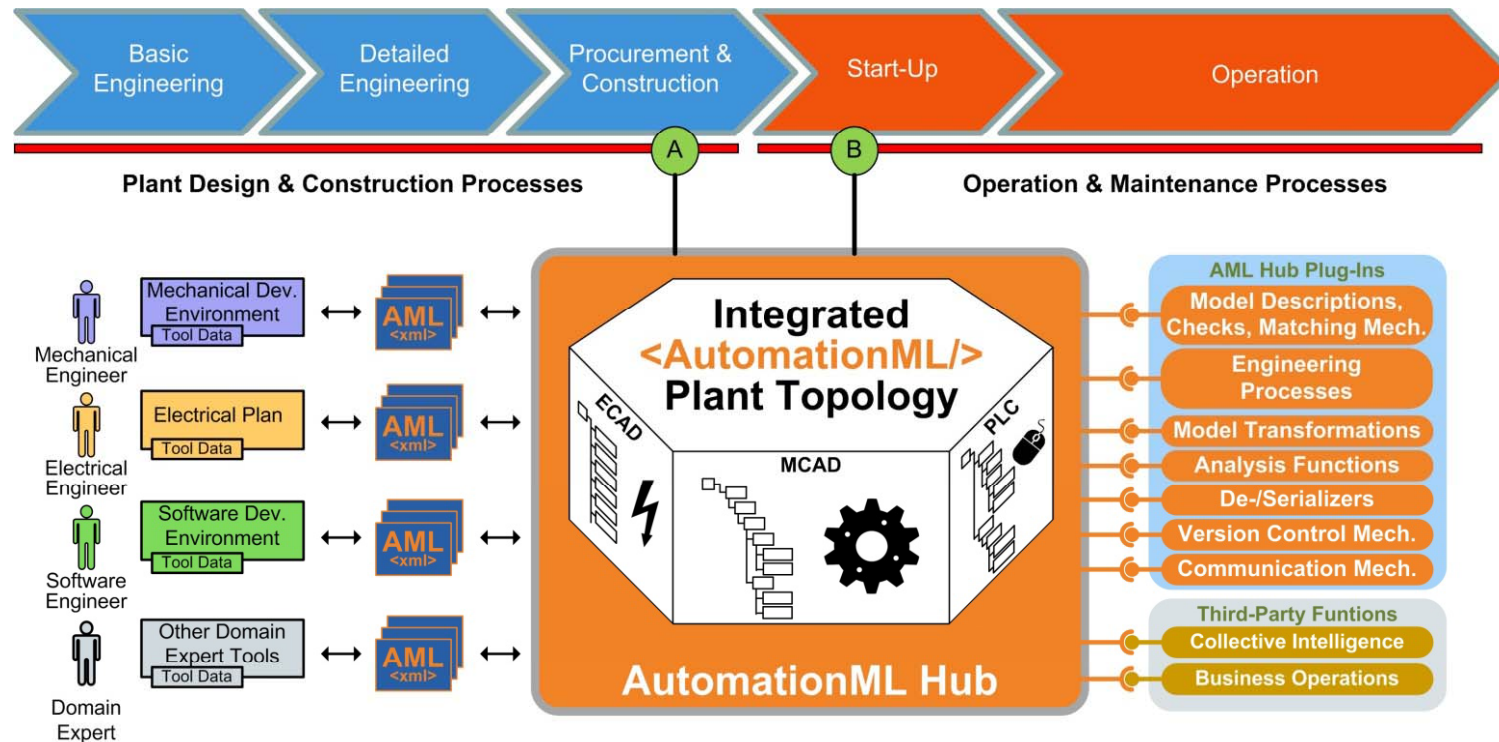 Basic
Engineering
Detailed
Engineering
Procurement &
Construction
Start-Up
Operation
A
B
Plant Design & Construction Processes
Operation & Maintenance Processes
Mechanical Dev.
Environment
Tool Data
Mechanical
Engineer
AML
<xml>
Electrical Plan
Tool Data
Electrical
Engineer
AML
<xml>
Software Dev.
Environment
Tool Data
Software
Engineer
AML
<xml>
Other Domain
Expert Tools
Tool Data
Domain
Expert
AML
<xml>
Integrated
<AutomationML/>
Plant Topology
ECAD
MCAD
PLC
AutomationML Hub
AML Hub Plug-Ins
Model Descriptions,
Checks, Matching Mech.
Engineering
Processes
Model Transformations
Analysis Functions
De-/Serializers
Version Control Mech.
Communication Mech.
Third-Party Funtions
Collective Intelligence
Business Operations